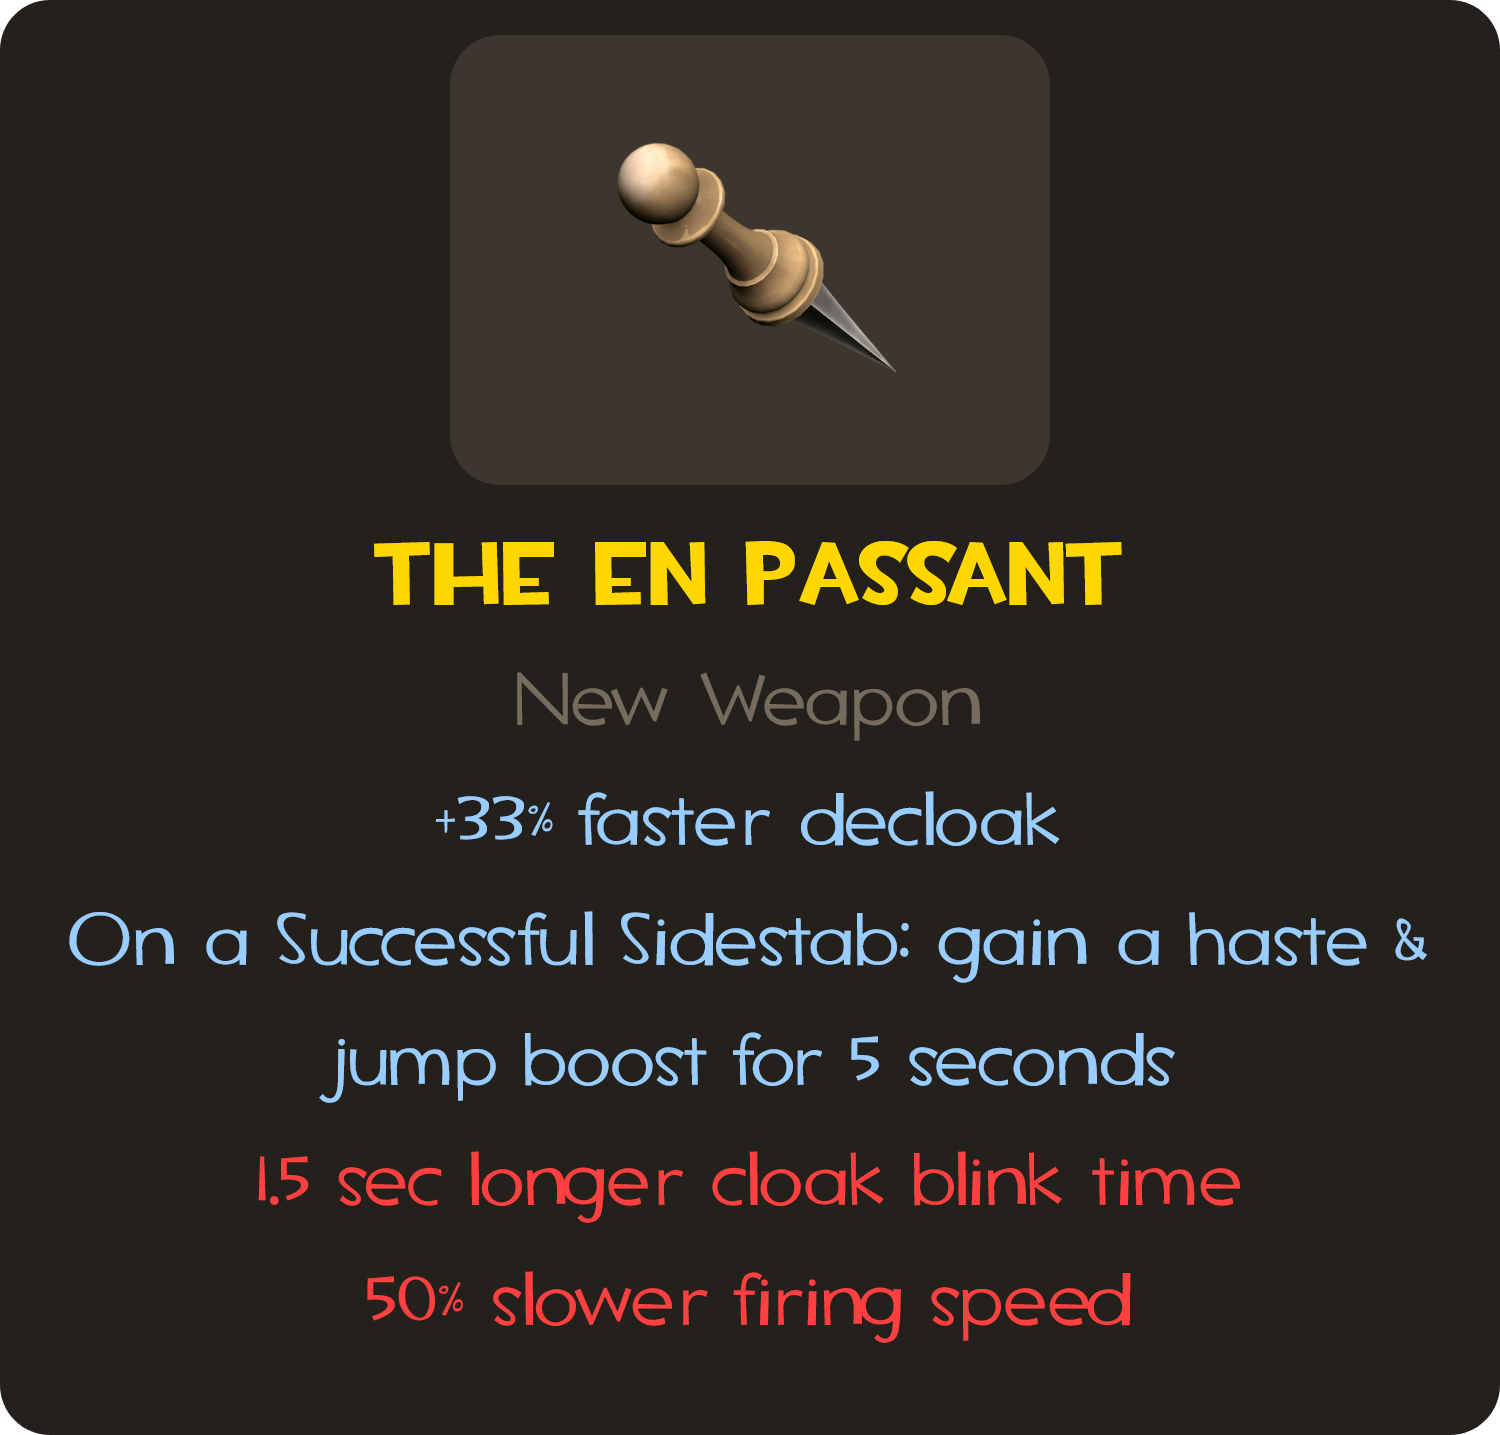 THE EN PASSANT
New Weapon
+33% faster decloak
On a Successful Sidestab: gain a haste &
jump boost for 5 seconds
1.5 sec longer cloak blink time
50% slower firing speed